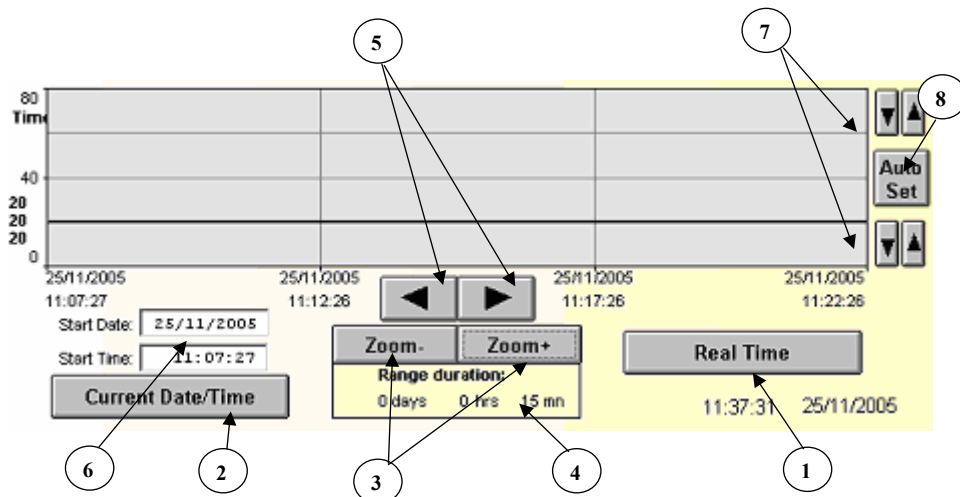 5
7
8
80
Time
Auto
Set
40
20
20
20
0
25/11/2005
11:07:27
25/11/2005
11:12:26
25/11/2005
11:17:26
25/11/2005
11:22:26
Start Date: 25/11/2005
Start Time: 11:07:27
Current Date/Time
Zoom-
Zoom+
Range duration:
0 days 0 hrs 15 mn
Real Time
11:37:31 25/11/2005
6
2
3
4
1